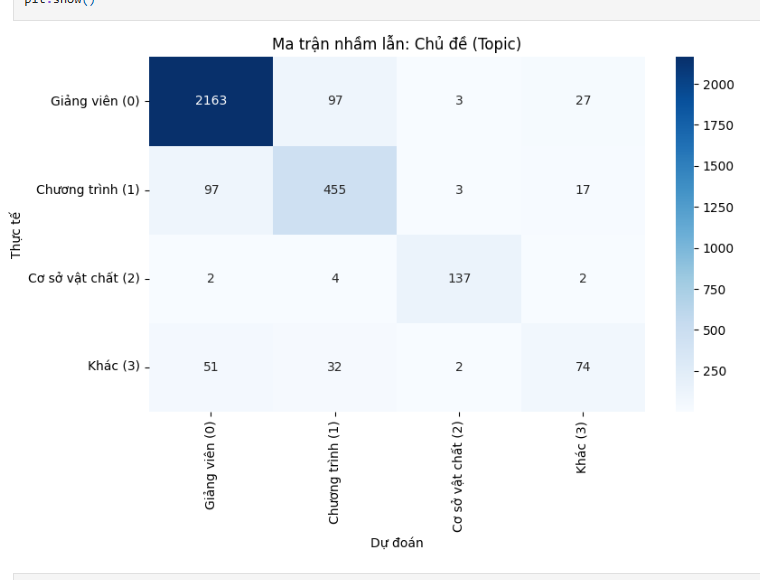 plt.show()
Ma trận nhầm lẫn: Chủ đề (Topic)
Thực tế
Giảng viên (0) 2163 97 3 27
Chương trình (1) 97 455 3 17
Cơ sở vật chất (2) 2 4 137 2
Khác (3) 51 32 2 74
Giảng viên (0) Chương trình (1) Cơ sở vật chất (2) Khác (3)
Dự đoán
2000
1750
1500
1250
1000
750
500
250